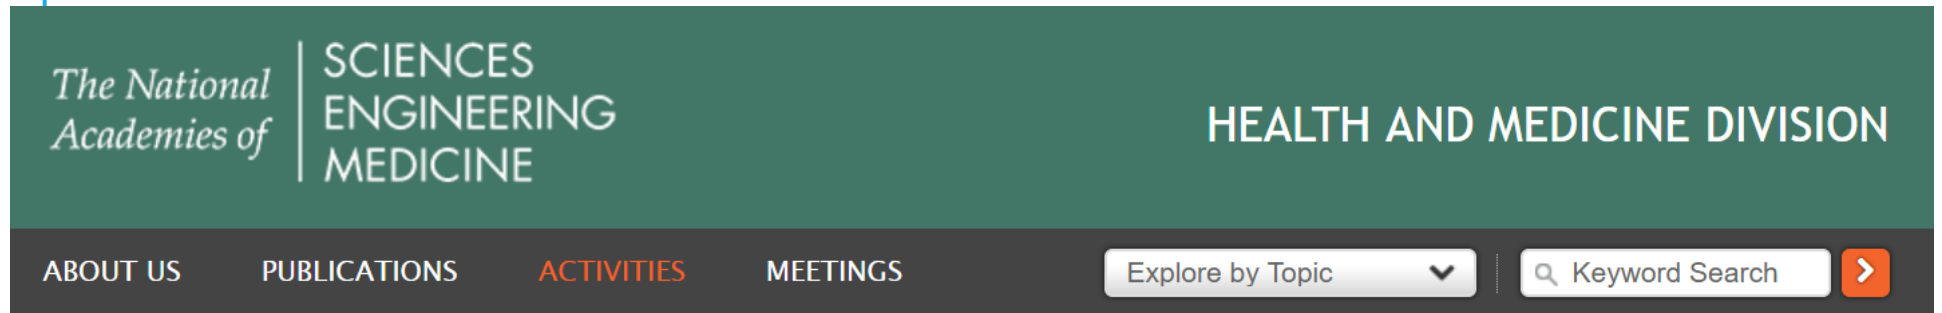 The National
Academies of
SCIENCES
ENGINEERING
MEDICINE
HEALTH AND MEDICINE DIVISION
ABOUT US PUBLICATIONS ACTIVITIES MEETINGS Explore by Topic Keyword Search